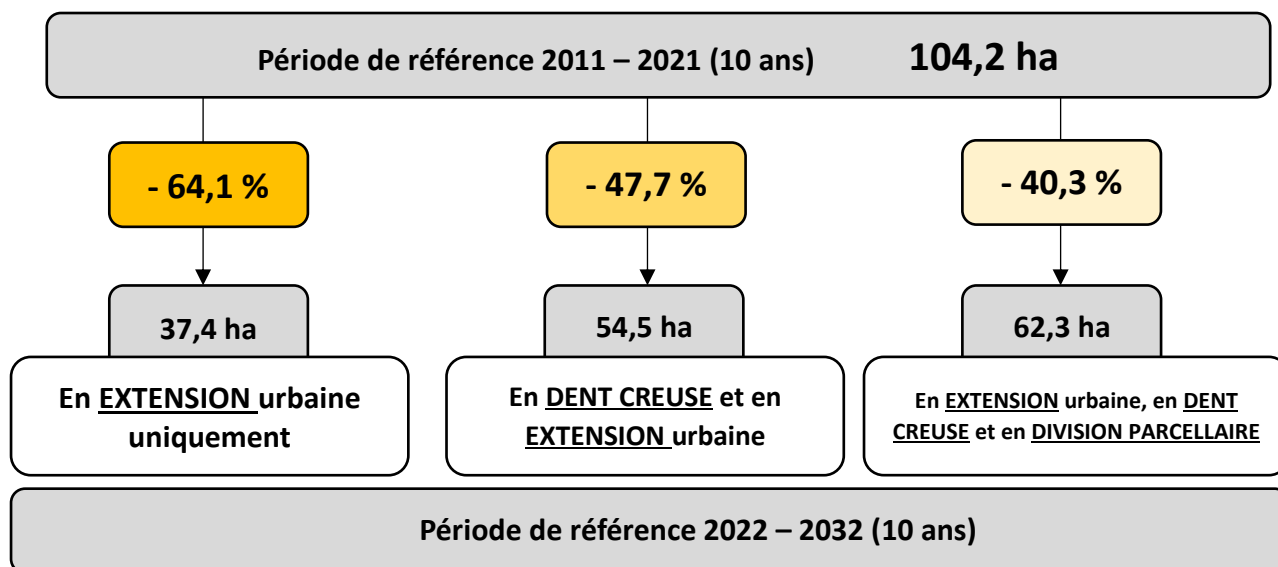 Période de référence 2011 – 2021 (10 ans) 104,2 ha
- 64,1 %
- 47,7 %
- 40,3 %
37,4 ha
54,5 ha
62,3 ha
En EXTENSION urbaine
uniquement
En DENT CREUSE et en
EXTENSION urbaine
En EXTENSION urbaine, en DENT
CREUSE et en DIVISION PARCELLAIRE
Période de référence 2022 – 2032 (10 ans)